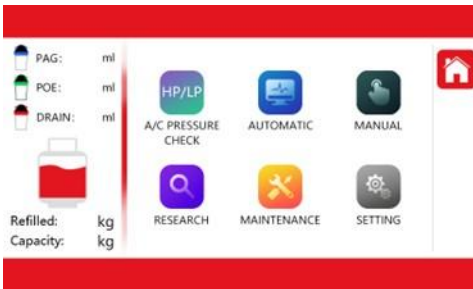 PAG: ml
POE: ml
DRAIN: ml
Refilled: kg
Capacity: kg
HP/LP
A/C PRESSURE
CHECK
AUTOMATIC
MANUAL
RESEARCH
MAINTENANCE
SETTING